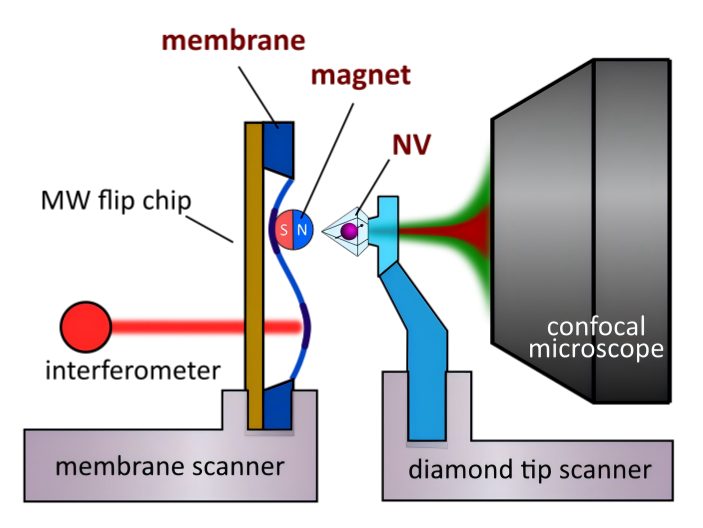 membrane
magnet
NV
MW flip chip
S N
interferometer
confocal
microscope
membrane scanner
diamond tip scanner